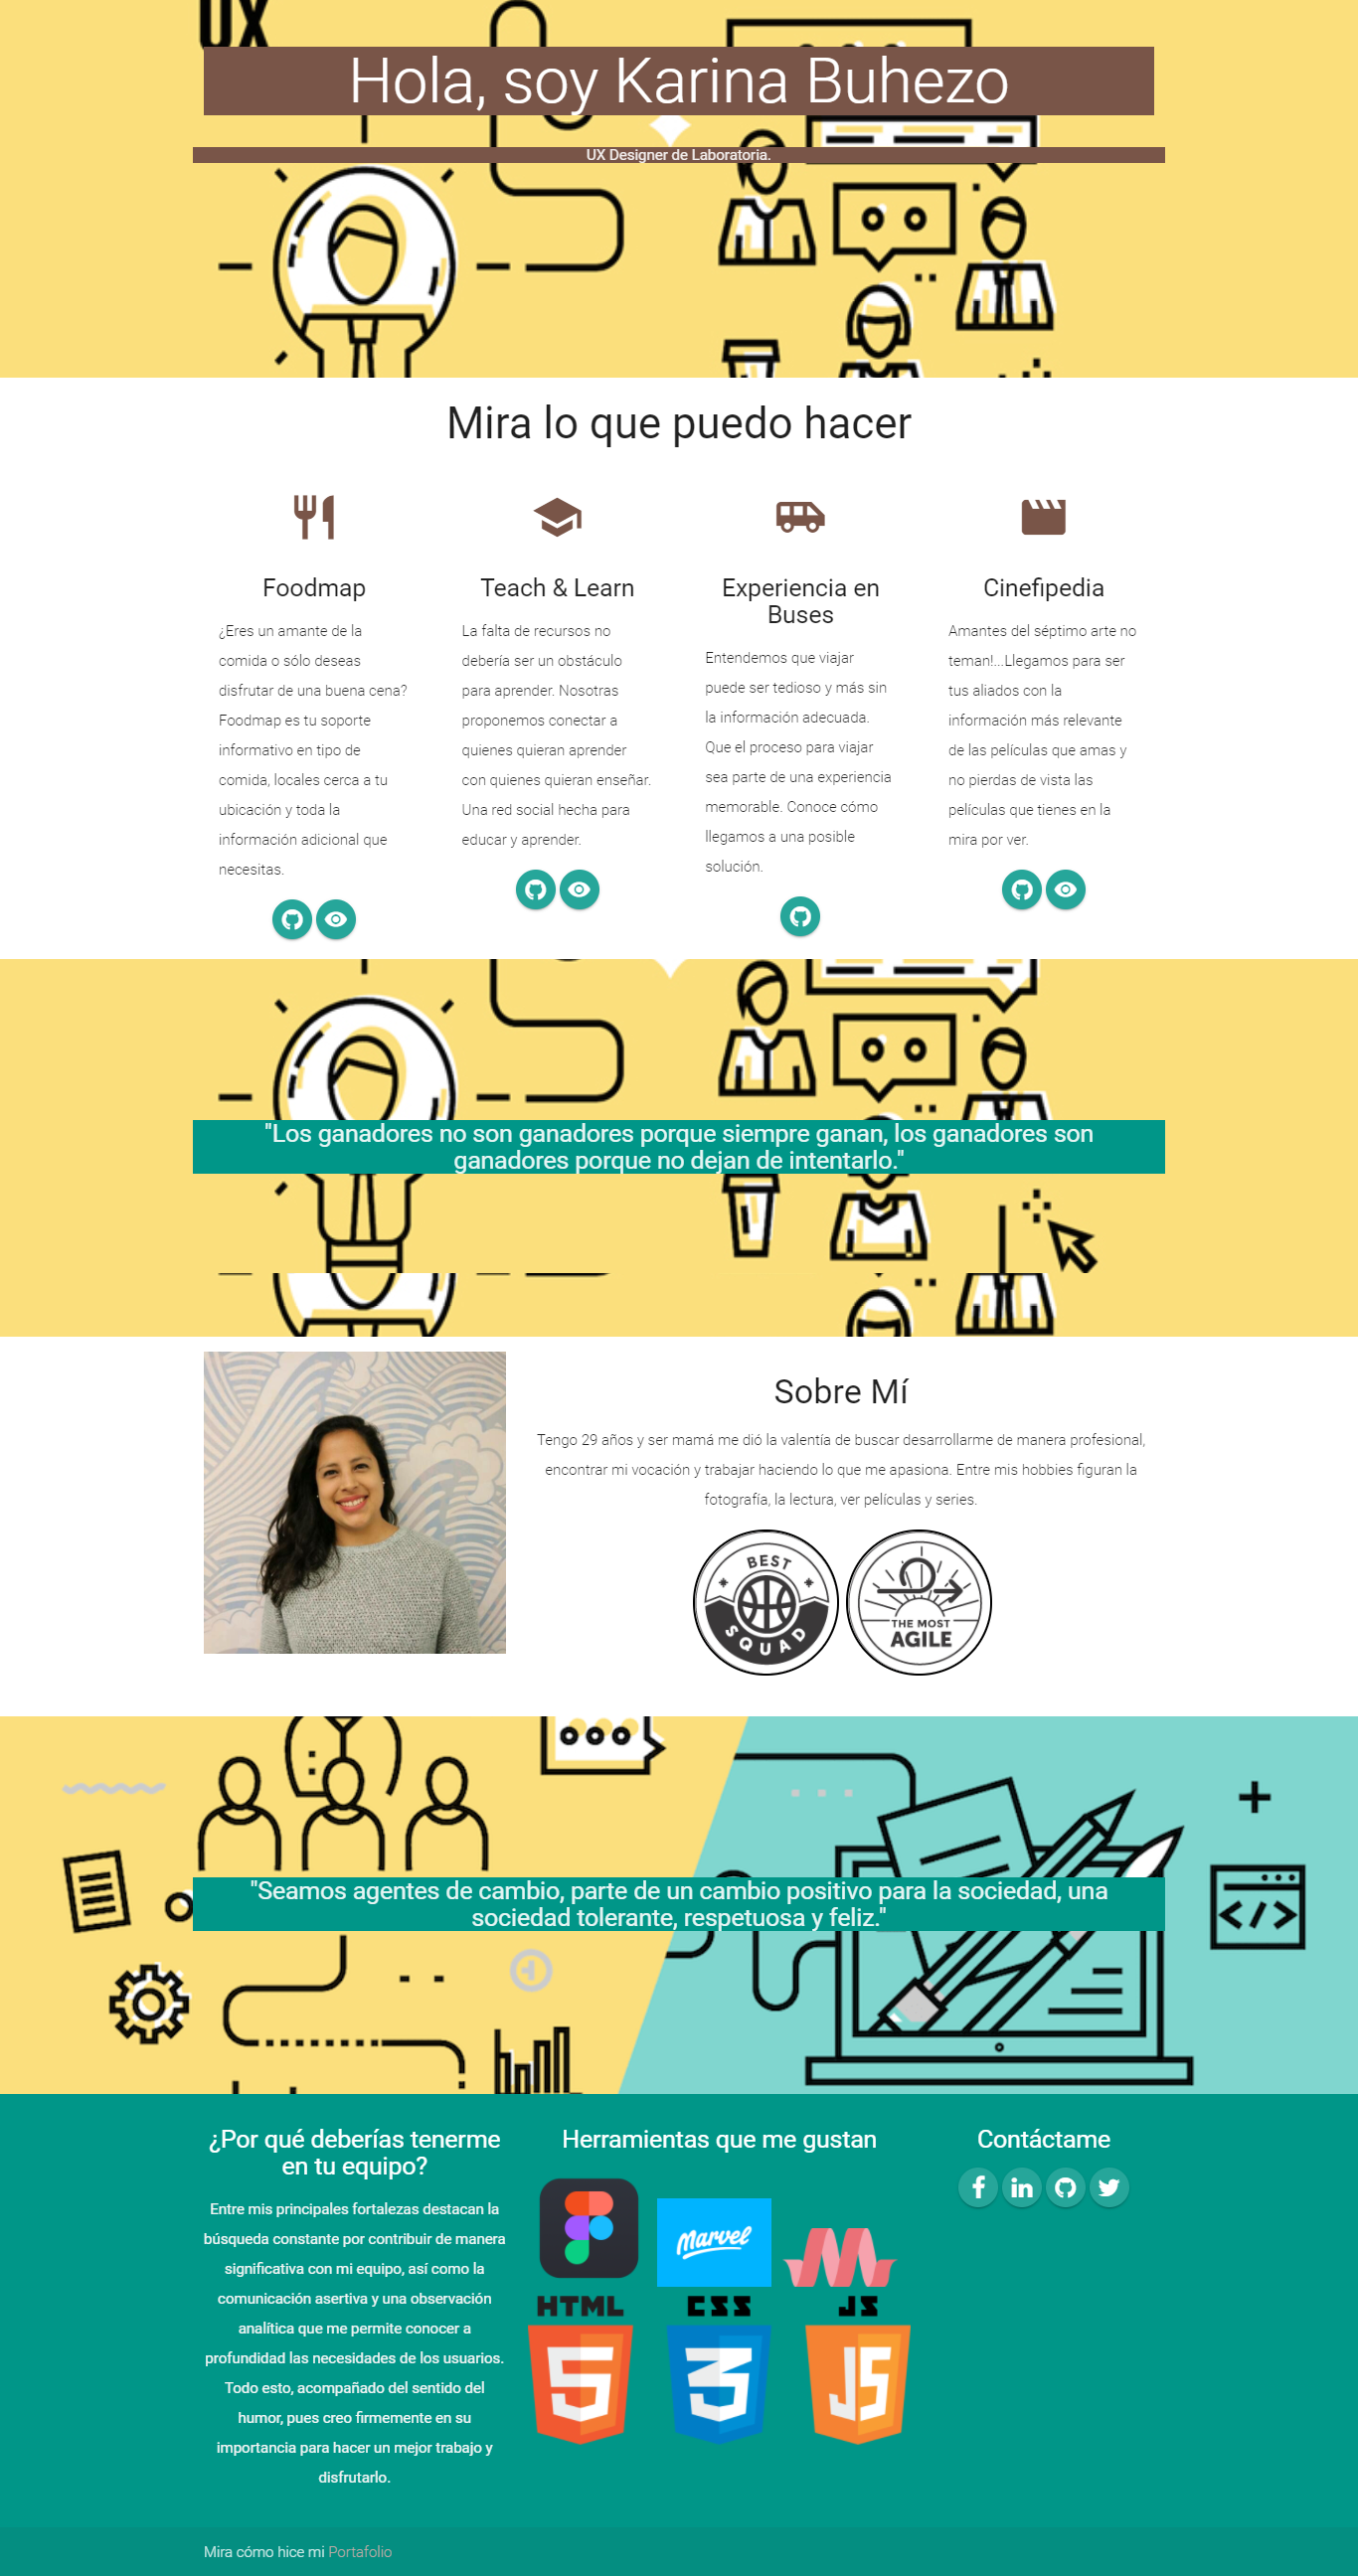 UX
Hola, soy Karina Buhezo
UX Designer de Laboratoria.
Mira lo que puedo hacer
Foodmap
¿Eres un amante de la
comida o sólo deseas
disfrutar de una buena cena?
Foodmap es tu soporte
informativo en tipo de
comida, locales cerca a tu
ubicación y toda la
información adicional que
necesitas.
Teach & Learn
La falta de recursos no
debería ser un obstáculo
para aprender. Nosotras
proponemos conectar a
quienes quieran aprender
con quienes quieran enseñar.
Una red social hecha para
educar y aprender.
Experiencia en
Buses
Entendemos que viajar
puede ser tedioso y más sin
la información adecuada.
Que el proceso para viajar
sea parte de una experiencia
memorable. Conoce cómo
llegamos a una posible
solución.
Cinefipedia
Amantes del séptimo arte no
teman!...Llegamos para ser
tus aliados con la
información más relevante
de las películas que amas y
no pierdas de vista las
películas que tienes en la
mira por ver.
"Los ganadores no son ganadores porque siempre ganan, los ganadores son
ganadores porque no dejan de intentarlo."
Sobre Mí
Tengo 29 años y ser mamá me dió la valentía de buscar desarrollarme de manera profesional,
encontrar mi vocación y trabajar haciendo lo que me apasiona. Entre mis hobbies figuran la
fotografía, la lectura, ver películas y series.
BEST
SQUAD
THE MOST
AGILE
"Seamos agentes de cambio, parte de un cambio positivo para la sociedad, una
sociedad tolerante, respetuosa y feliz."
¿Por qué deberías tenerme
en tu equipo?
Entre mis principales fortalezas destacan la
búsqueda constante por contribuir de manera
significativa con mi equipo, así como la
comunicación asertiva y una observación
analítica que me permite conocer a
profundidad las necesidades de los usuarios.
Todo esto, acompañado del sentido del
humor, pues creo firmemente en su
importancia para hacer un mejor trabajo y
disfrutarlo.
Herramientas que me gustan
MARVEL
HTML CSS JS
5 3 JS
Contáctame
Mira cómo hice mi Portafolio